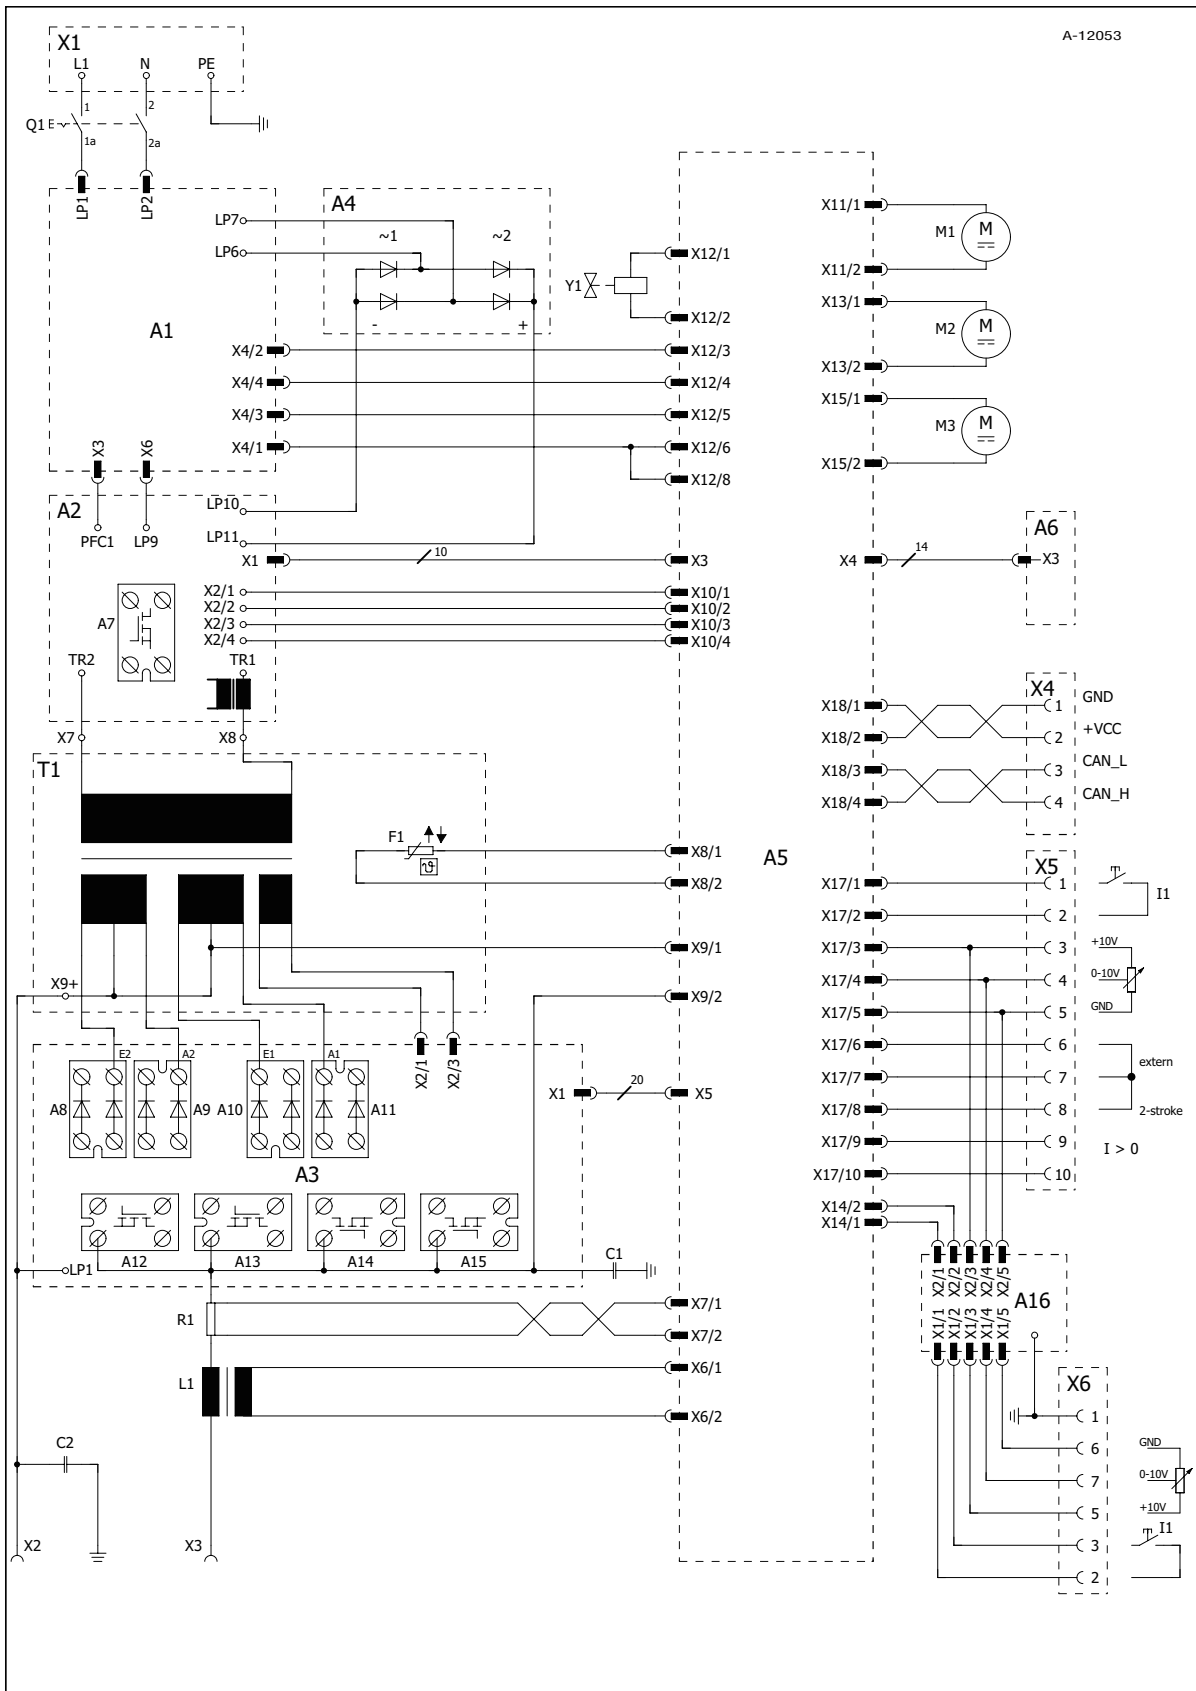 A-12053
X1
L1 N PE
1 2
Q1 E
1a 2a
LP1 LP2
A1
LP7
LP6
A4
~1 ~2
- +
X4/2
X4/4
X4/3
X4/1
X3 X6
A2
PFC1 LP9
LP10
LP11
X1
10
X2/1
X2/2
X2/3
X2/4
A7
TR2 TR1
X7 X8
T1
F1
ϑ
X9+
Y1
X12/1
X12/2
X12/3
X12/4
X12/5
X12/6
X12/8
X3
X10/1
X10/2
X10/3
X10/4
X8/1
X8/2
X9/1
X9/2
X5
X7/1
X7/2
X6/1
X6/2
A5
E2 A2 E1 A1
A8 A9 A10 A11
X2/1 X2/3
X1
20
A3
A12 A13 A14 A15
LP1
C1
R1
L1
C2
X2 X3
X11/1
M1 M
X11/2
X13/1
M2 M
X13/2
X15/1
M3 M
X15/2
X4
14
A6
X3
X18/1
X18/2
X18/3
X18/4
X4
1 GND
2 +VCC
3 CAN_L
4 CAN_H
X5
X17/1 1
X17/2 2
X17/3 3
X17/4 4
X17/5 5
X17/6 6
X17/7 7
X17/8 8
X17/9 9
X17/10 10
I1
+10V
0-10V
GND
extern
2-stroke
I > 0
X14/2
X14/1
X2/1 X2/2 X2/3 X2/4 X2/5
A16
X1/1 X1/2 X1/3 X1/4 X1/5
X6
1
6
7
5
3
2
GND
0-10V
+10V
I1